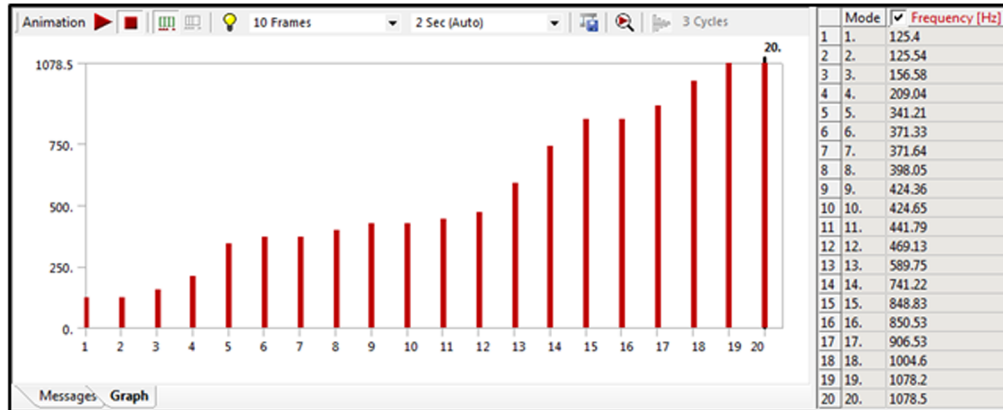 Animation 10 Frames 2 Sec (Auto) 3 Cycles
20.
1078.5
750.
500.
250.
0.
1 2 3 4 5 6 7 8 9 10 11 12 13 14 15 16 17 18 19 20
Messages Graph
Mode Frequency [Hz]
1 1. 125.4
2 2. 125.54
3 3. 156.58
4 4. 209.04
5 5. 341.21
6 6. 371.33
7 7. 371.64
8 8. 398.05
9 9. 424.36
10 10. 424.65
11 11. 441.79
12 12. 469.13
13 13. 589.75
14 14. 741.22
15 15. 848.83
16 16. 850.53
17 17. 906.53
18 18. 1004.6
19 19. 1078.2
20 20. 1078.5